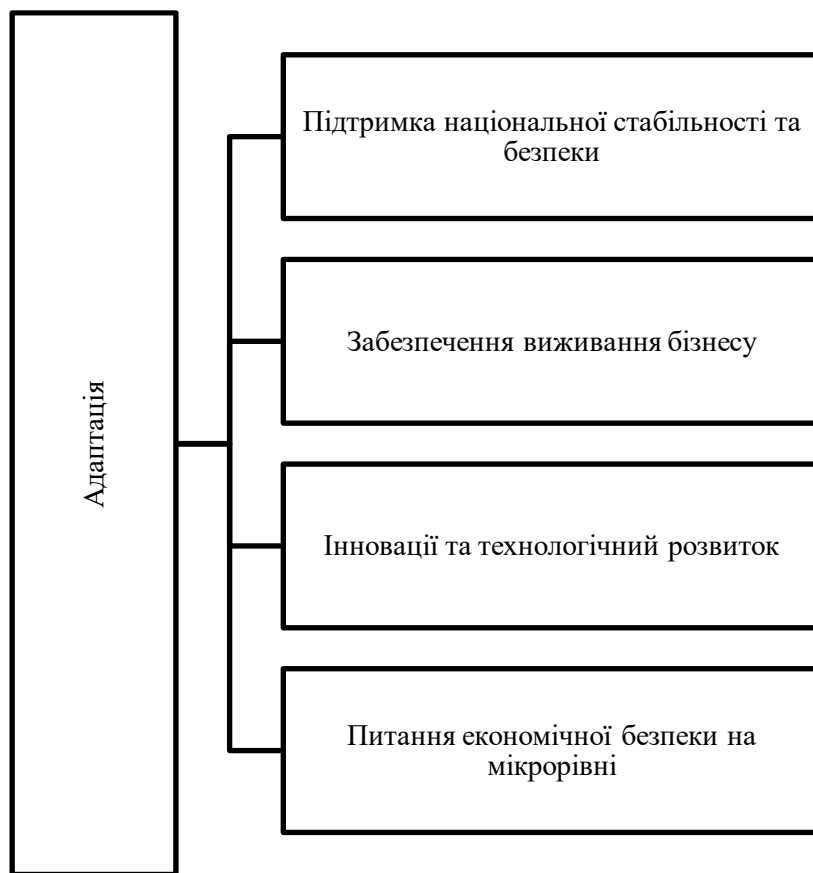 Адаптація
Підтримка національної стабільності та
безпеки
Забезпечення виживання бізнесу
Інновації та технологічний розвиток
Питання економічної безпеки на
мікрорівні